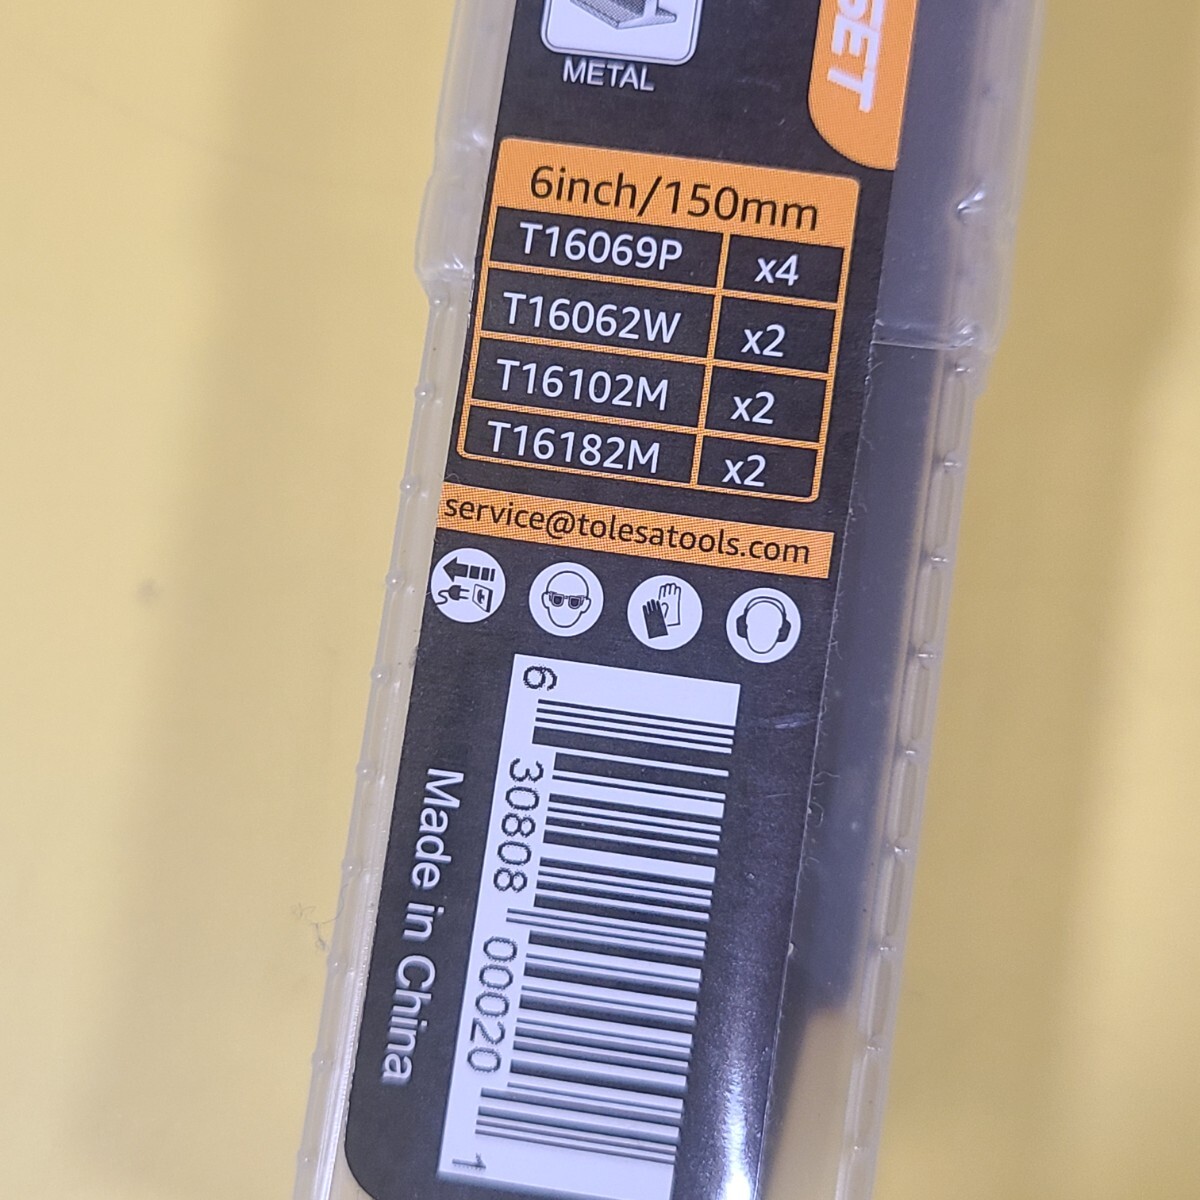 METAL
SET
6inch/150mm
T16069P x4
T16062W x2
T16102M x2
T16182M x2
service@tolesatools.com
6 30808 00020 1
Made in China